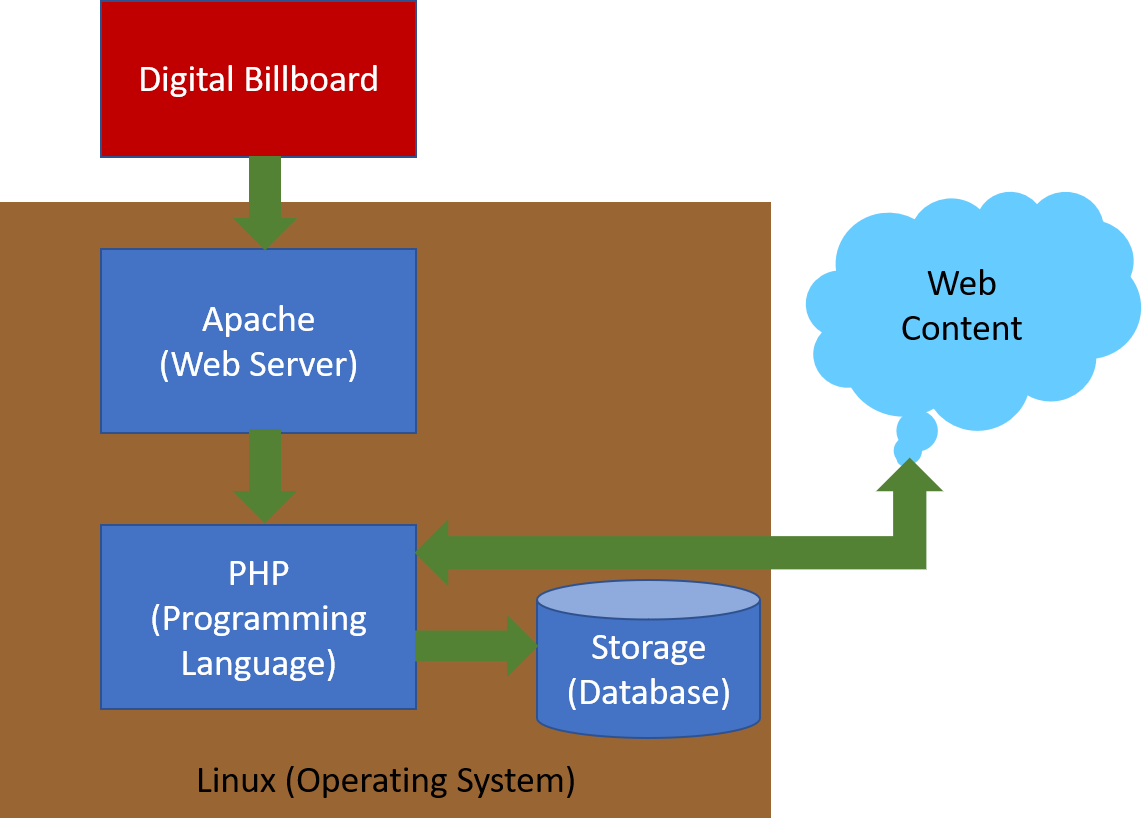 Digital Billboard
Apache
(Web Server)
Web
Content
PHP
(Programming
Language)
Storage
(Database)
Linux (Operating System)